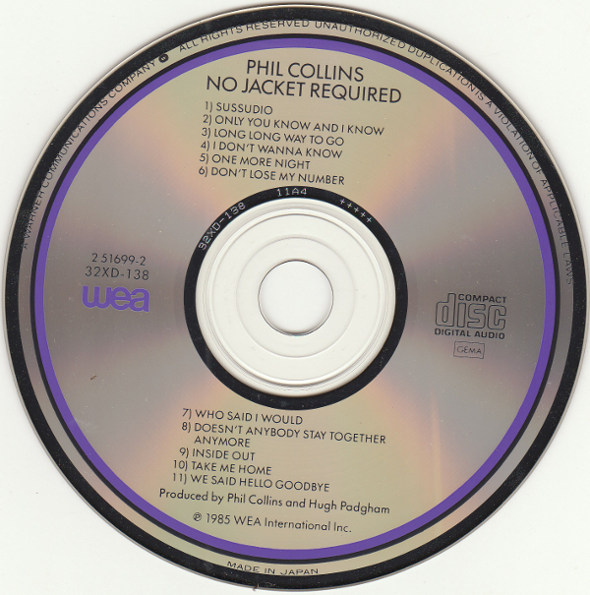 A WARNER COMMUNICATIONS COMPANY ALL RIGHTS RESERVED UNAUTHORIZED DUPLICATION IS A VIOLATION OF APPLICABLE LAWS
PHIL COLLINS
NO JACKET REQUIRED
1) SUSSUDIO
2) ONLY YOU KNOW AND I KNOW
3) LONG LONG WAY TO GO
4) I DON'T WANNA KNOW
5) ONE MORE NIGHT
6) DON'T LOSE MY NUMBER
32XD-138 11A4 +++++
2 51699-2
32XD-138
wea
COMPACT
disc
DIGITAL AUDIO
GEMA
7) WHO SAID I WOULD
8) DOESN'T ANYBODY STAY TOGETHER
ANYMORE
9) INSIDE OUT
10) TAKE ME HOME
11) WE SAID HELLO GOODBYE
Produced by Phil Collins and Hugh Padgham
℗ 1985 WEA International Inc.
MADE IN JAPAN